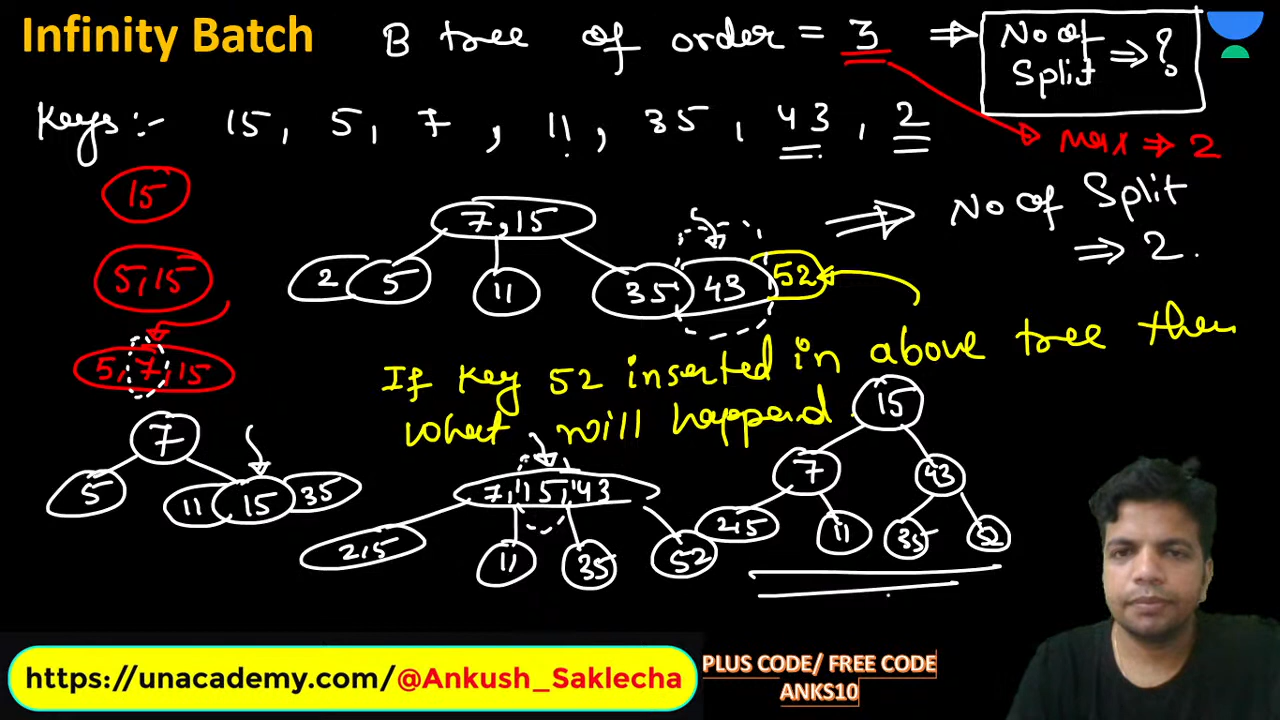 Infinity Batch
B tree of order = 3 ⇒ No of Split ⇒ ?
Keys :- 15, 5, 7, 11, 35, 43, 2
max ⇒ 2
15
5,15
5,7,15
7
5 11 15 35
7,15
2 5 11 35 43 52
⇒ No of Split
⇒ 2.
If key 52 inserted in above tree then
what will happend
7,15,43
2,5 11 35 52
15
7 43
2,5 11 35 52
https://unacademy.com/@Ankush_Saklecha
PLUS CODE/ FREE CODE
ANKS10